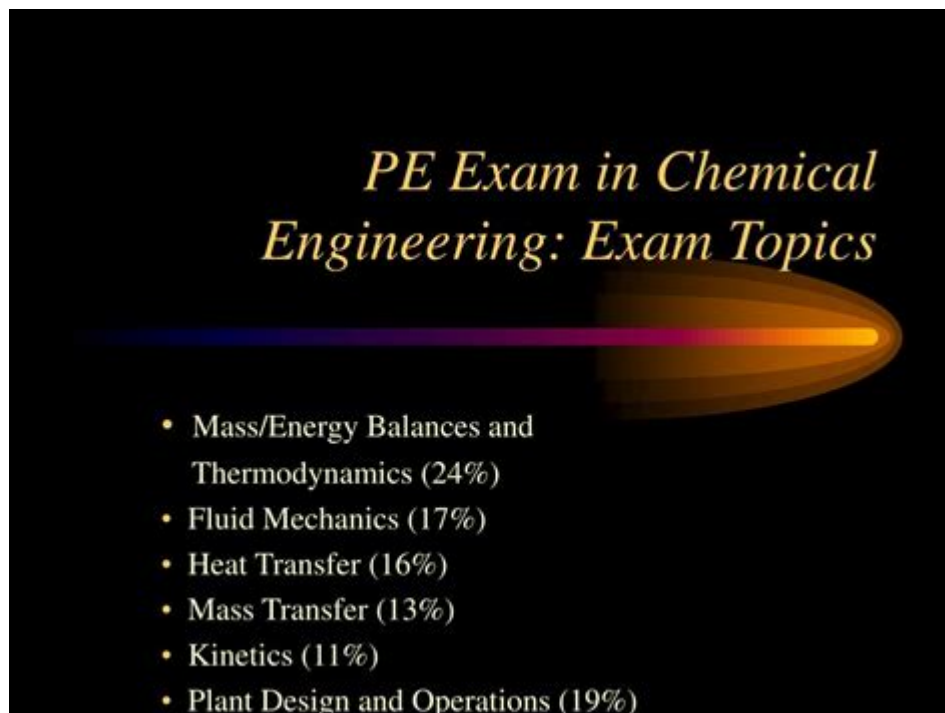 PE Exam in Chemical
Engineering: Exam Topics
• Mass/Energy Balances and
Thermodynamics (24%)
• Fluid Mechanics (17%)
• Heat Transfer (16%)
• Mass Transfer (13%)
• Kinetics (11%)
• Plant Design and Operations (19%)